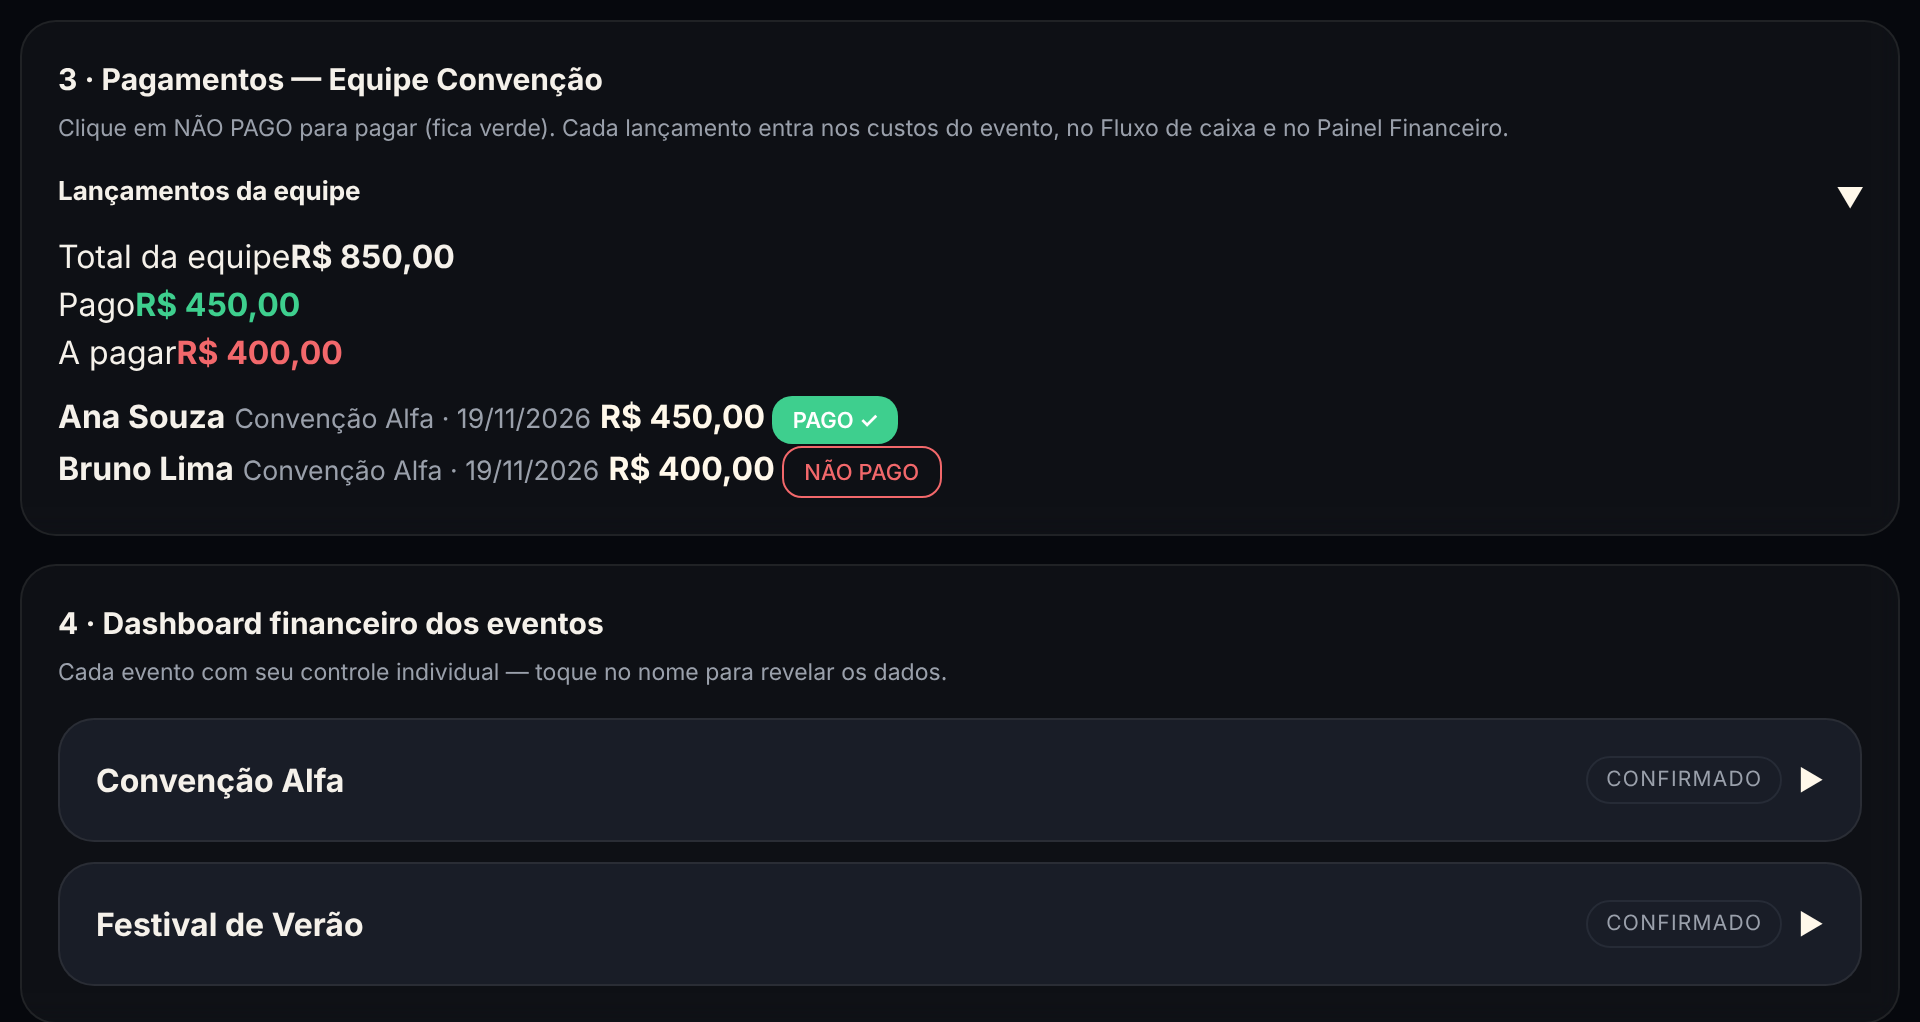 3 · Pagamentos — Equipe Convenção
Clique em NÃO PAGO para pagar (fica verde). Cada lançamento entra nos custos do evento, no Fluxo de caixa e no Painel Financeiro.
Lançamentos da equipe
Total da equipeR$ 850,00
PagoR$ 450,00
A pagarR$ 400,00
Ana Souza Convenção Alfa · 19/11/2026 R$ 450,00 PAGO ✓
Bruno Lima Convenção Alfa · 19/11/2026 R$ 400,00 NÃO PAGO
4 · Dashboard financeiro dos eventos
Cada evento com seu controle individual — toque no nome para revelar os dados.
Convenção Alfa CONFIRMADO
Festival de Verão CONFIRMADO